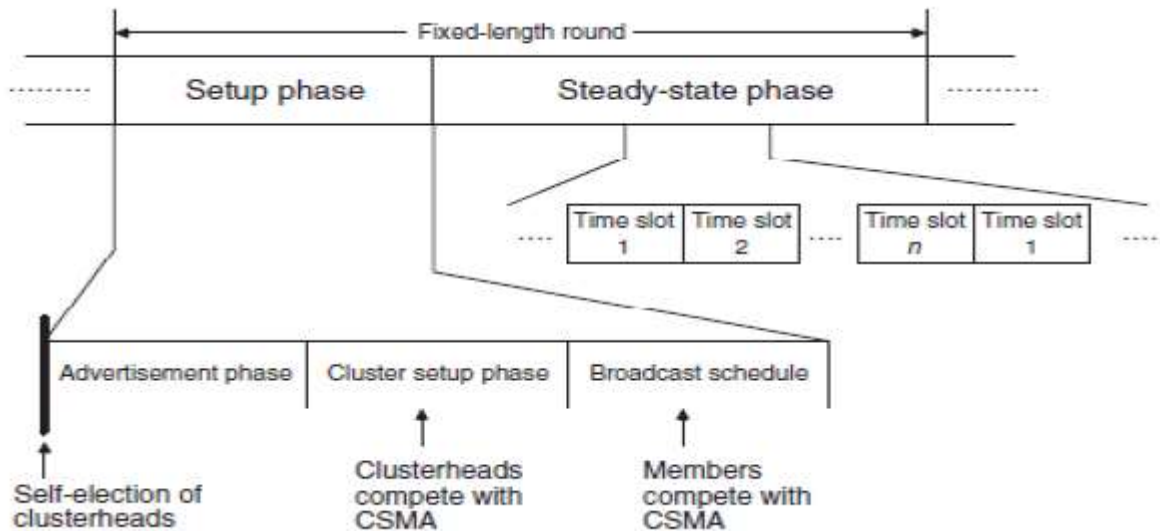 Fixed-length round
Setup phase
Steady-state phase
Time slot
1
Time slot
2
Time slot
n
Time slot
1
Advertisement phase
Cluster setup phase
Broadcast schedule
Self-election of
clusterheads
Clusterheads
compete with
CSMA
Members
compete with
CSMA